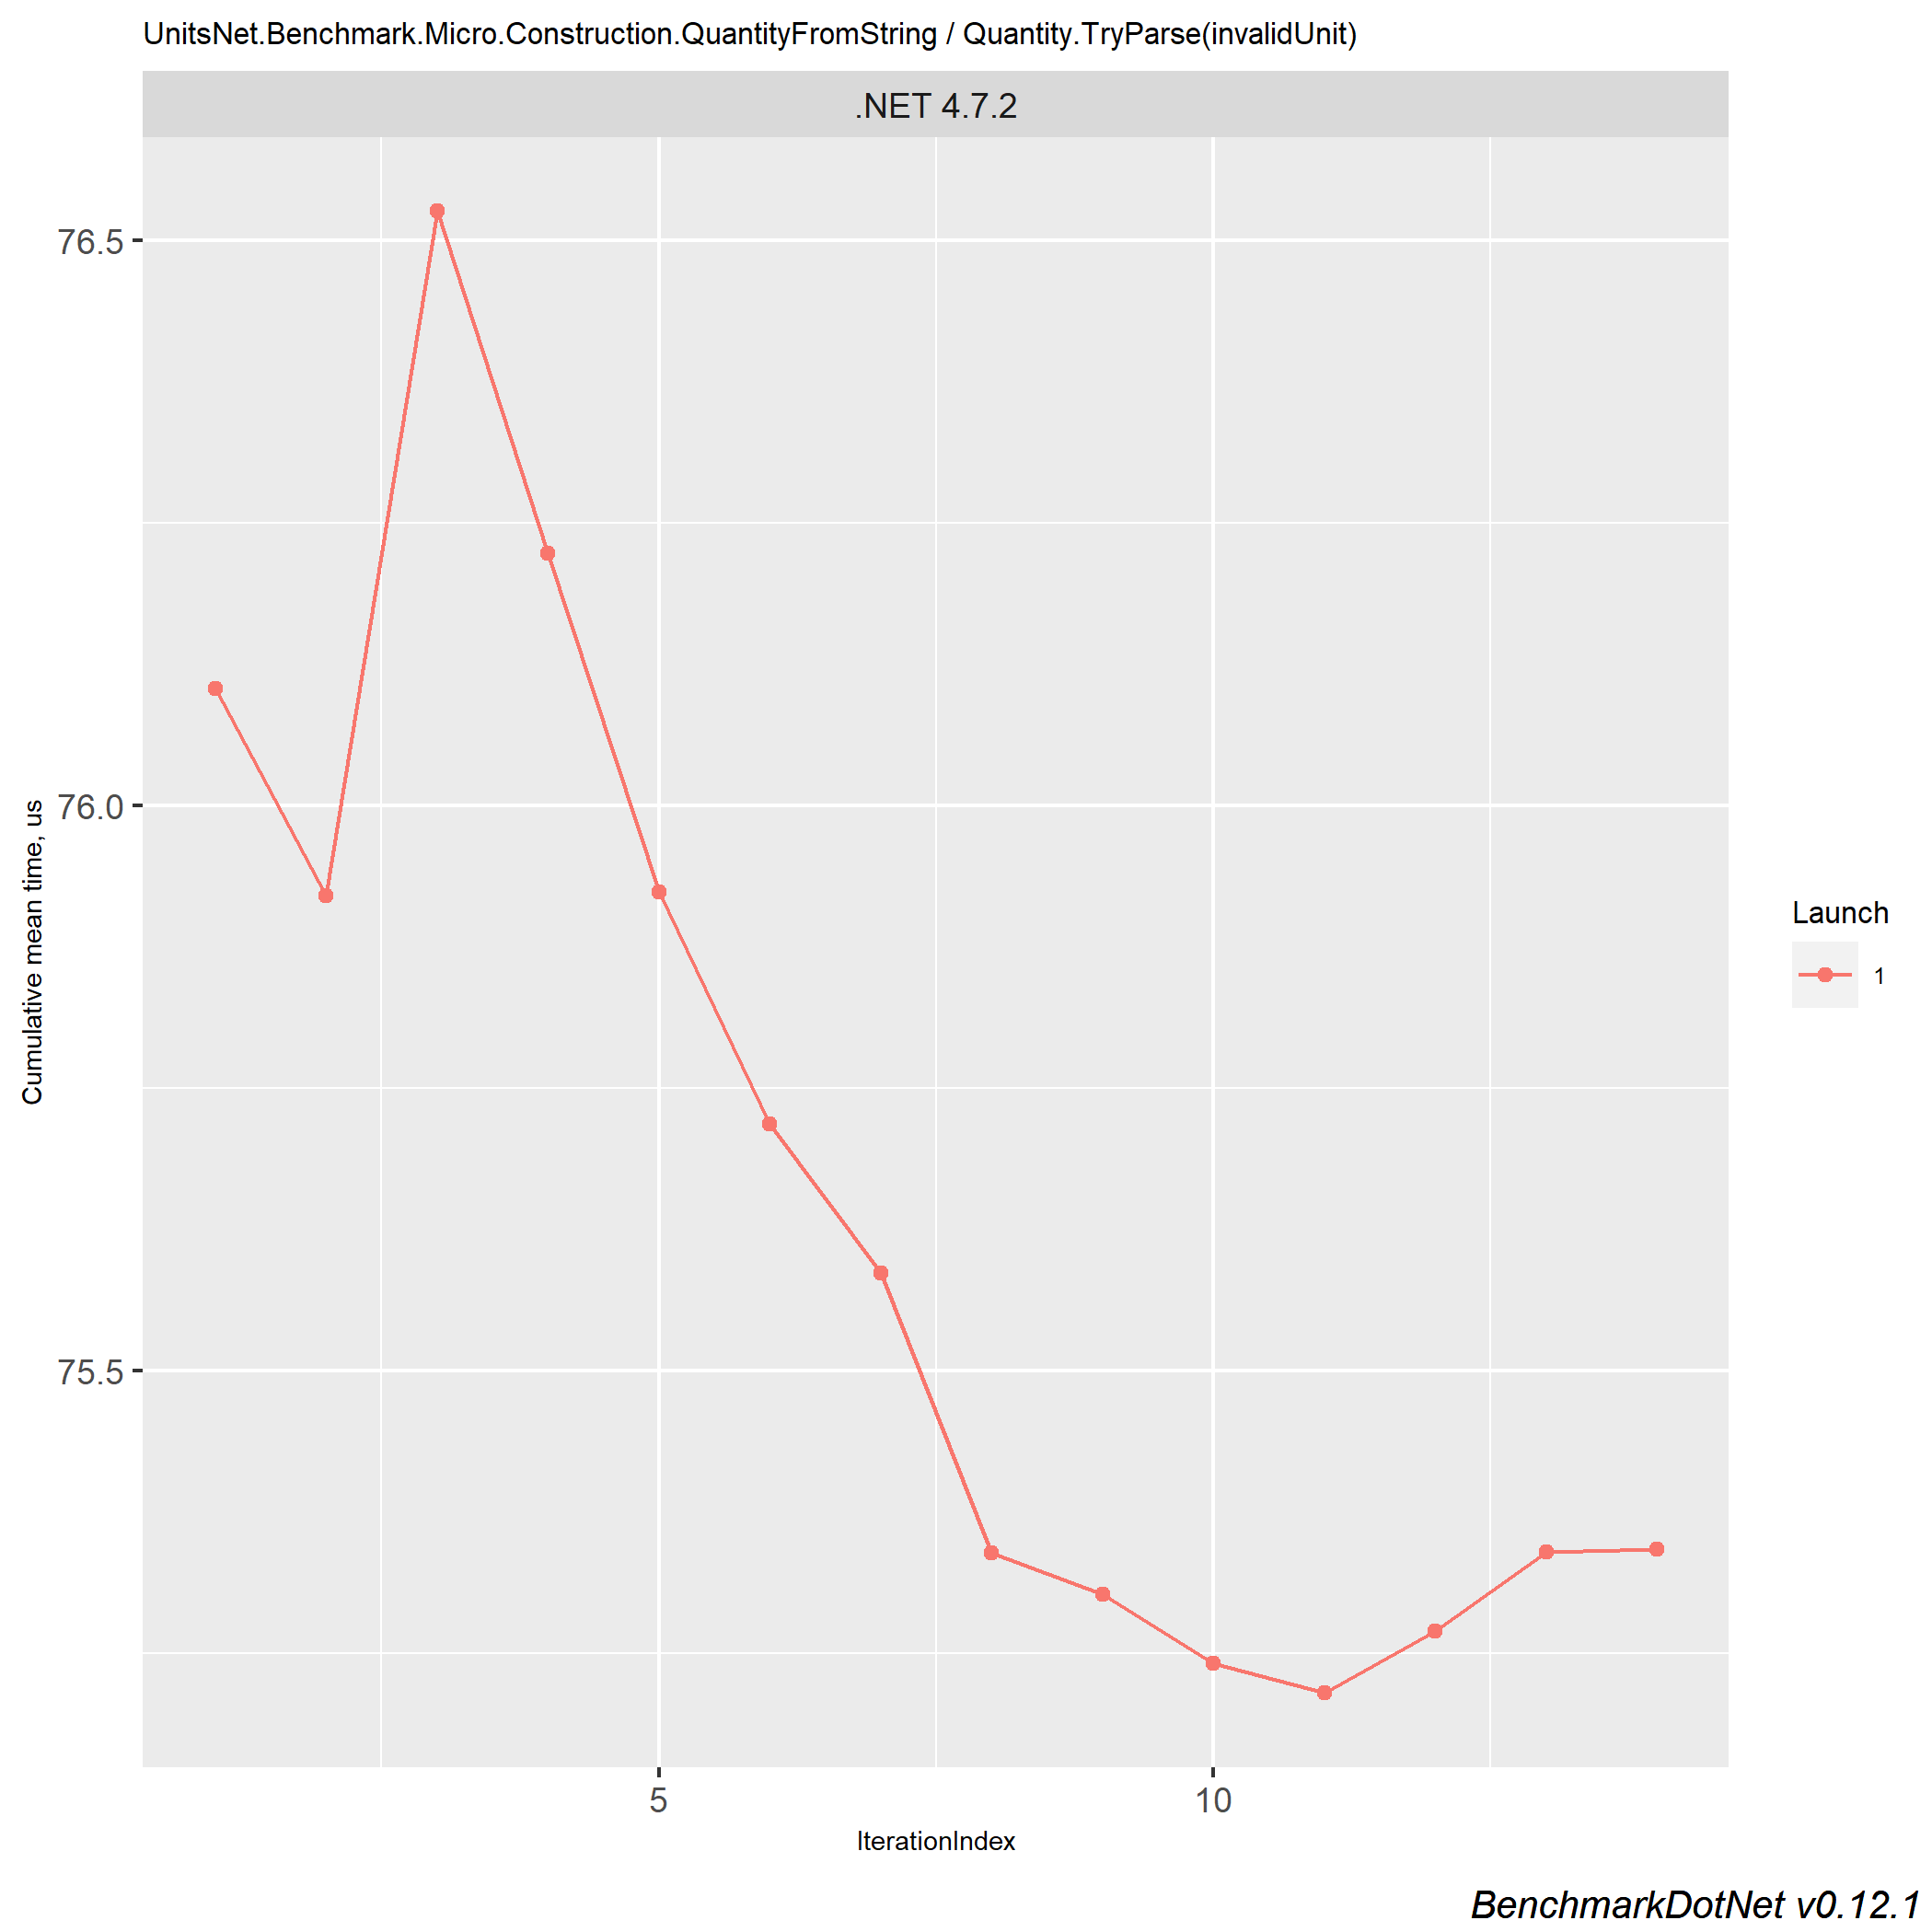 UnitsNet.Benchmark.Micro.Construction.QuantityFromString / Quantity.TryParse(invalidUnit)
.NET 4.7.2
76.5
76.0
75.5
Cumulative mean time, us
5
10
IterationIndex
Launch
1
BenchmarkDotNet v0.12.1